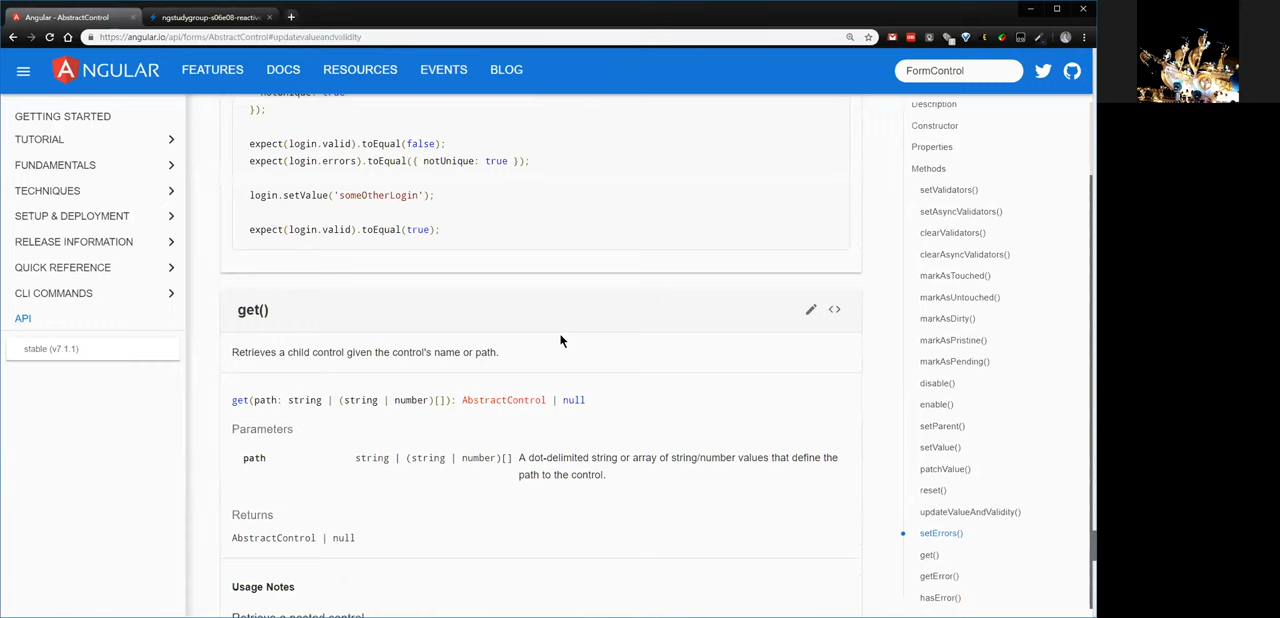 Angular - AbstractControl
ngstudygroup-s06e08-reactive
https://angular.io/api/forms/AbstractControl#updatevalueandvalidity
ANGULAR
FEATURES
DOCS
RESOURCES
EVENTS
BLOG
FormControl
GETTING STARTED
TUTORIAL
FUNDAMENTALS
TECHNIQUES
SETUP & DEPLOYMENT
RELEASE INFORMATION
QUICK REFERENCE
CLI COMMANDS
API
stable (v7.1.1)
notUnique: true
});
expect(login.valid).toEqual(false);
expect(login.errors).toEqual({ notUnique: true });
login.setValue('someOtherLogin');
expect(login.valid).toEqual(true);
get()
Retrieves a child control given the control's name or path.
get(path: string | (string | number)[]): AbstractControl | null
Parameters
path string | (string | number)[] A dot-delimited string or array of string/number values that define the
path to the control.
Returns
AbstractControl | null
Usage Notes
Retrieve a nested control
Description
Constructor
Properties
Methods
setValidators()
setAsyncValidators()
clearValidators()
clearAsyncValidators()
markAsTouched()
markAsUntouched()
markAsDirty()
markAsPristine()
markAsPending()
disable()
enable()
setParent()
setValue()
patchValue()
reset()
updateValueAndValidity()
setErrors()
get()
getError()
hasError()